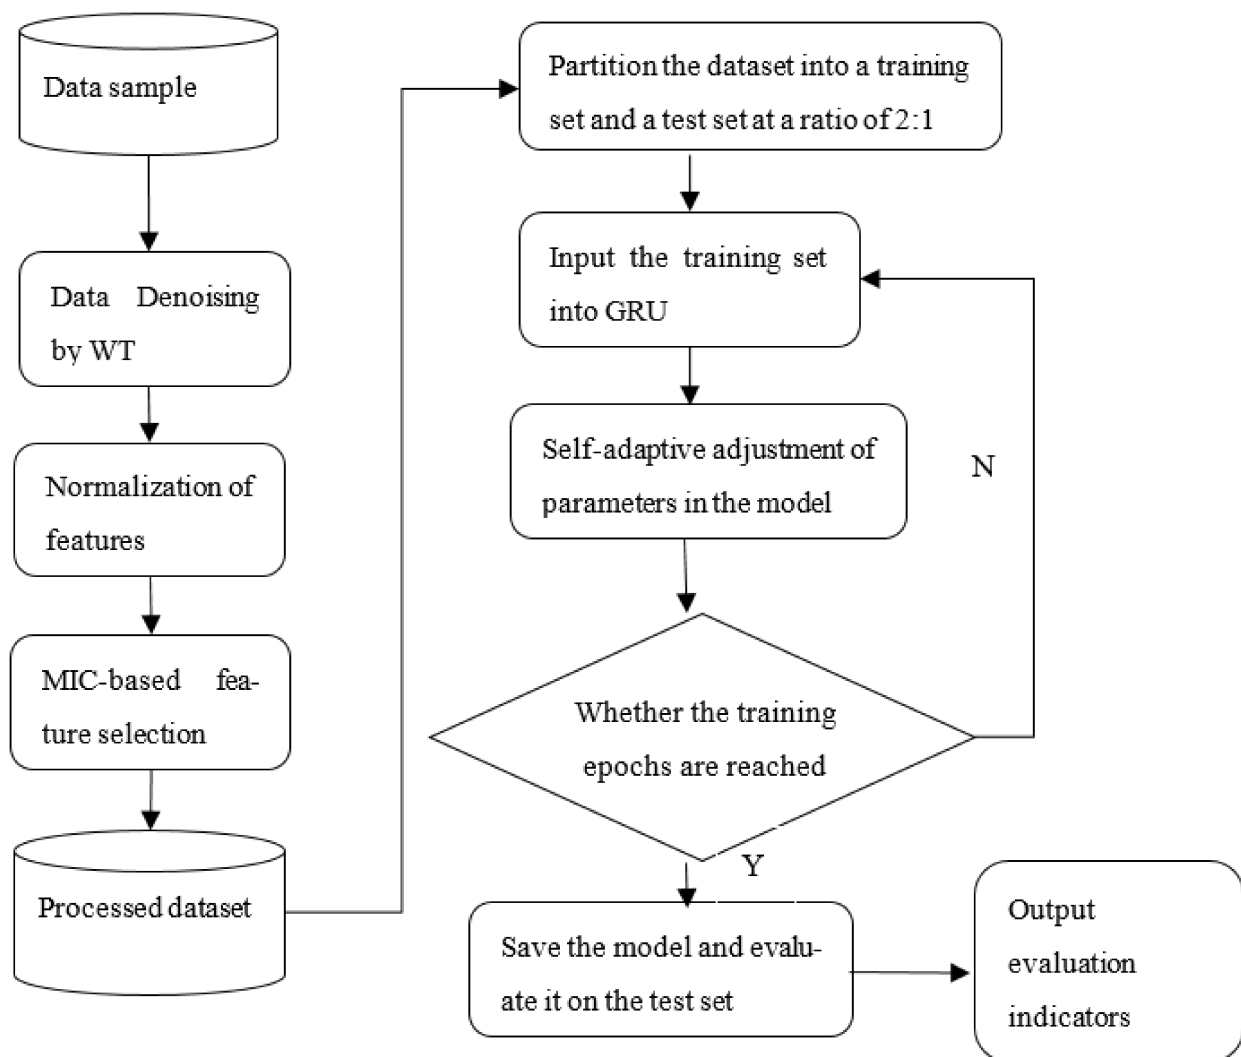 Data sample
Data Denoising
by WT
Normalization of
features
MIC-based fea-
ture selection
Processed dataset
Partition the dataset into a training
set and a test set at a ratio of 2:1
Input the training set
into GRU
Self-adaptive adjustment of
parameters in the model
N
Whether the training
epochs are reached
Y
Save the model and evalu-
ate it on the test set
Output
evaluation
indicators